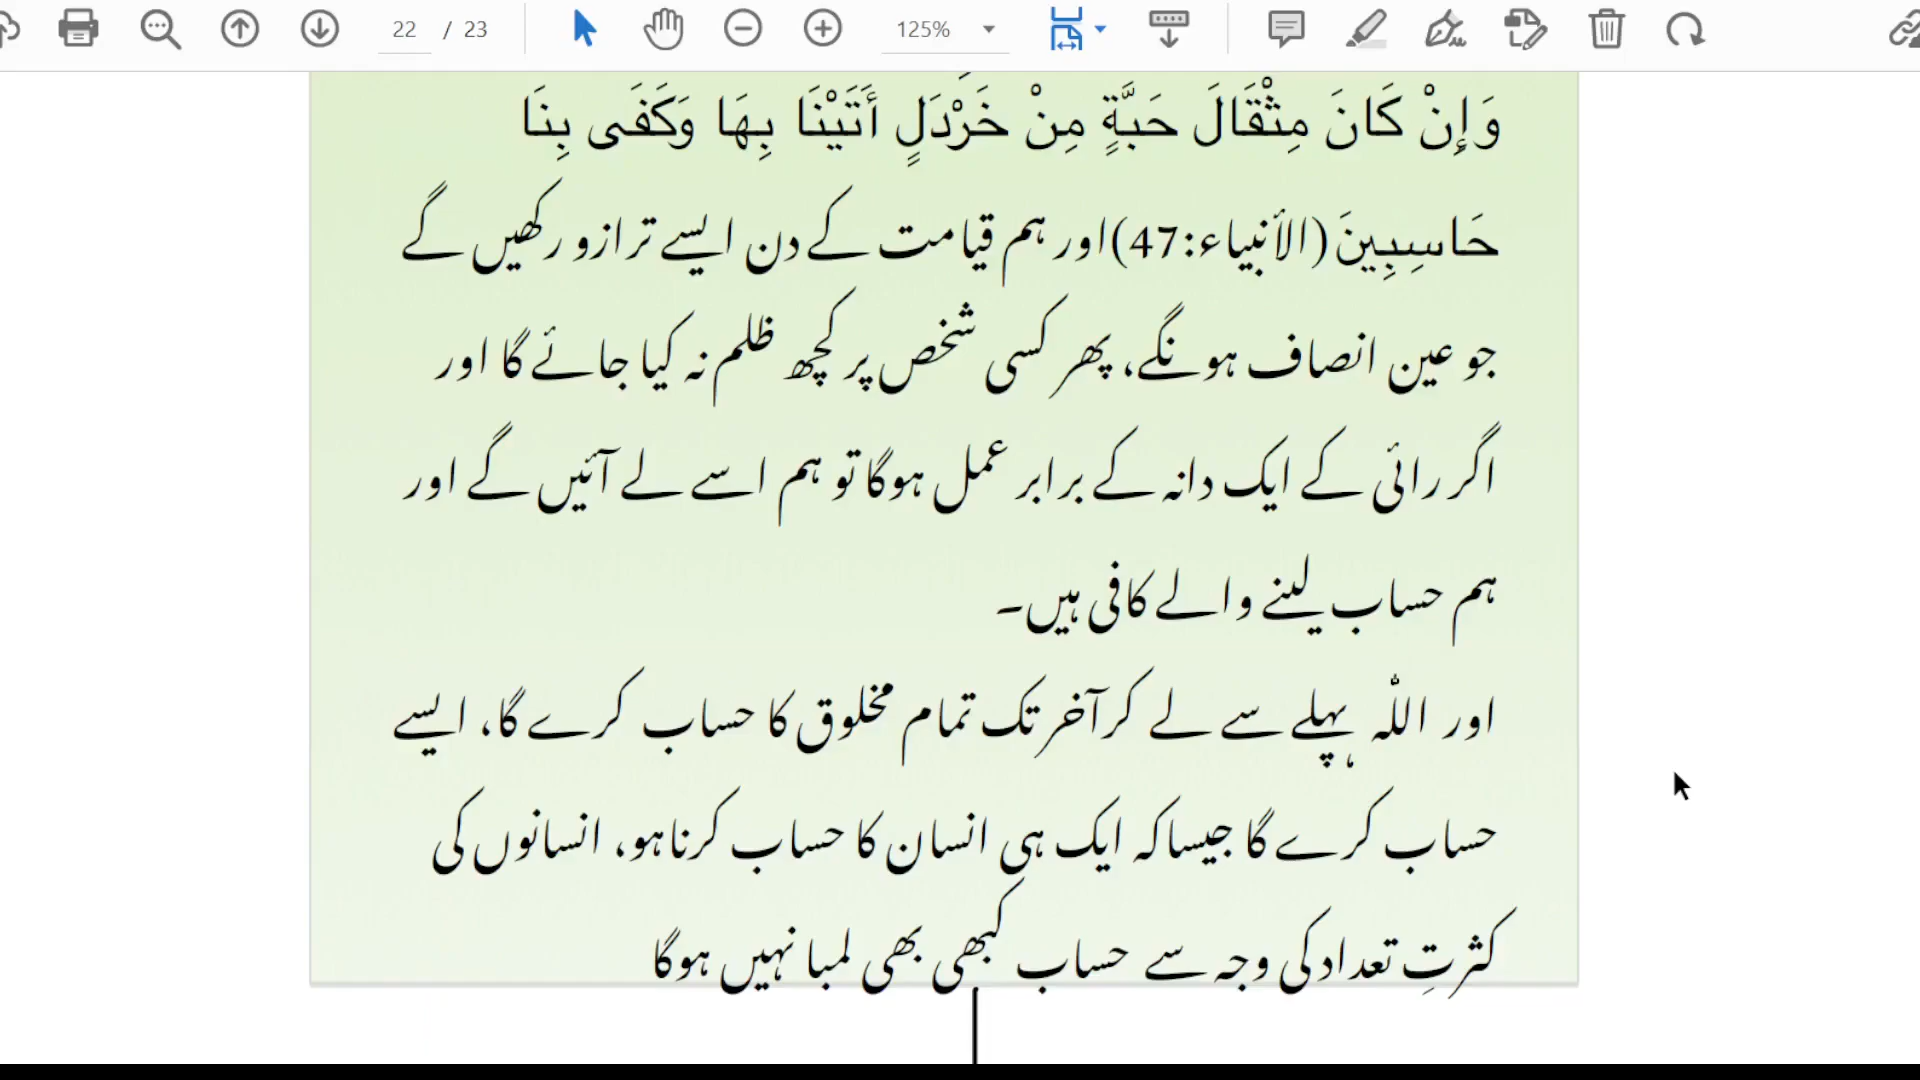 22 / 23 125%
وَإِنْ كَانَ مِثْقَالَ حَبَّةٍ مِنْ خَرْدَلٍ أَتَيْنَا بِهَا وَكَفَى بِنَا
حَاسِبِينَ (الأنبیاء:47)اور ہم قیامت کے دن ایسے ترازو رکھیں گے
جو عین انصاف ہونگے، پھر کسی شخص پر کچھ ظلم نہ کیا جائے گا اور
اگر رائی کے ایک دانہ کے برابر عمل ہوگا تو ہم اسے لے آئیں گے اور
ہم حساب لینے والے کافی ہیں۔
اور اللہ پہلے سے لے کر آخر تک تمام مخلوق کا حساب کرے گا، ایسے
حساب کرے گا جیسا کہ ایک ہی انسان کا حساب کرنا ہو، انسانوں کی
کثرتِ تعداد کی وجہ سے حساب کبھی بھی لمبا نہیں ہوگا